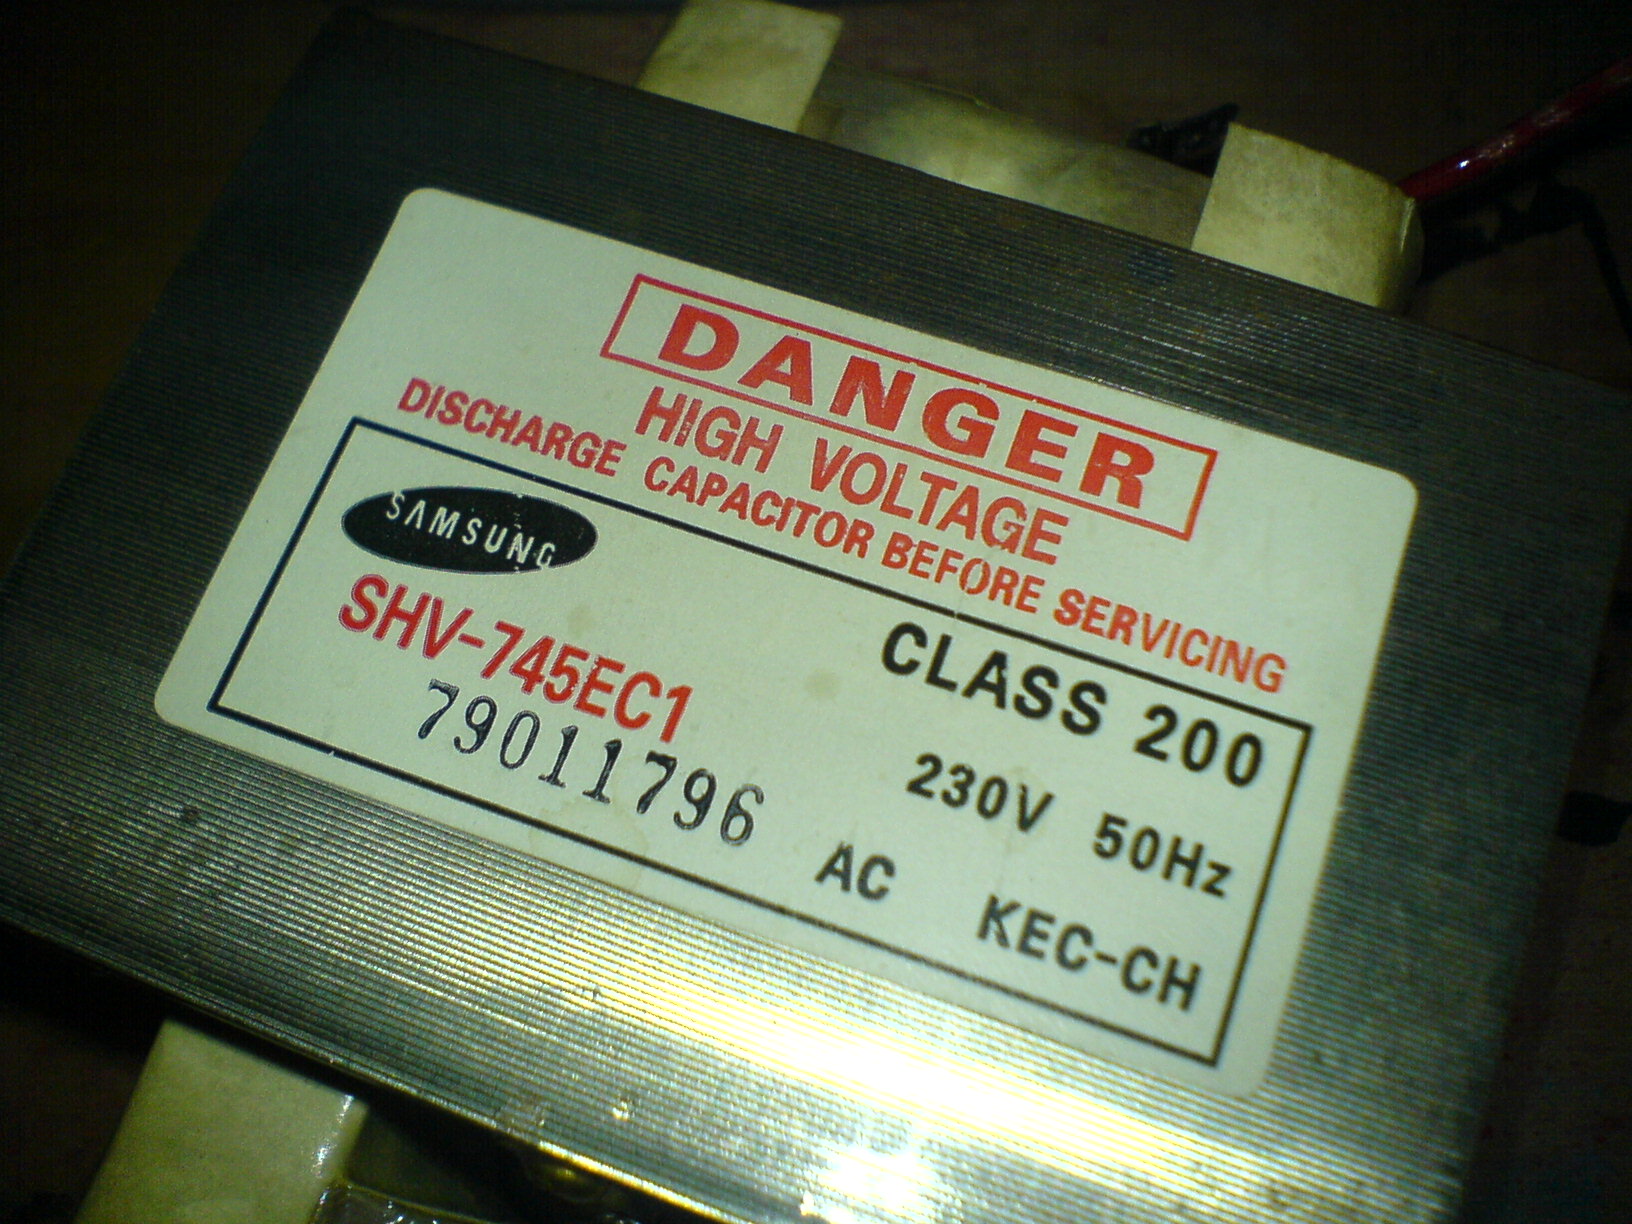 DANGER
HIGH VOLTAGE
DISCHARGE CAPACITOR BEFORE SERVICING
SAMSUNG
CLASS 200
SHV-745EC1
230V 50Hz
79011796
AC KEC-CH